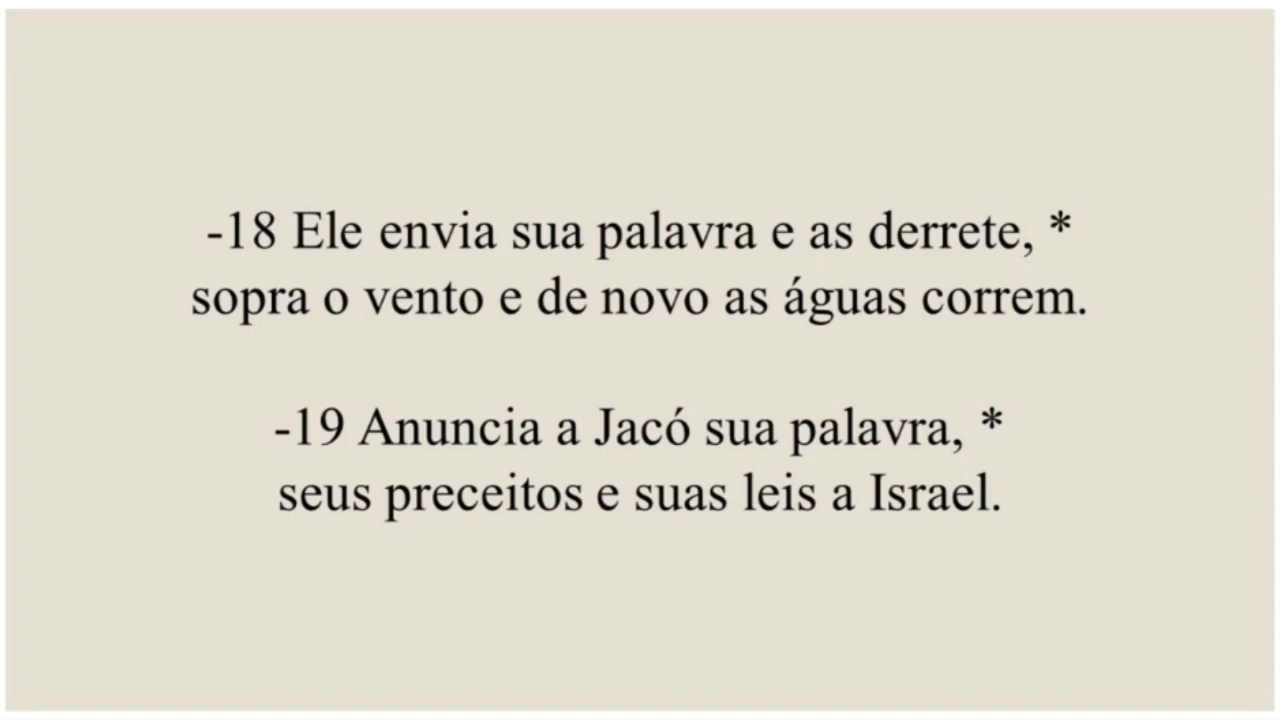 -18 Ele envia sua palavra e as derrete, *
sopra o vento e de novo as águas correm.
-19 Anuncia a Jacó sua palavra, *
seus preceitos e suas leis a Israel.